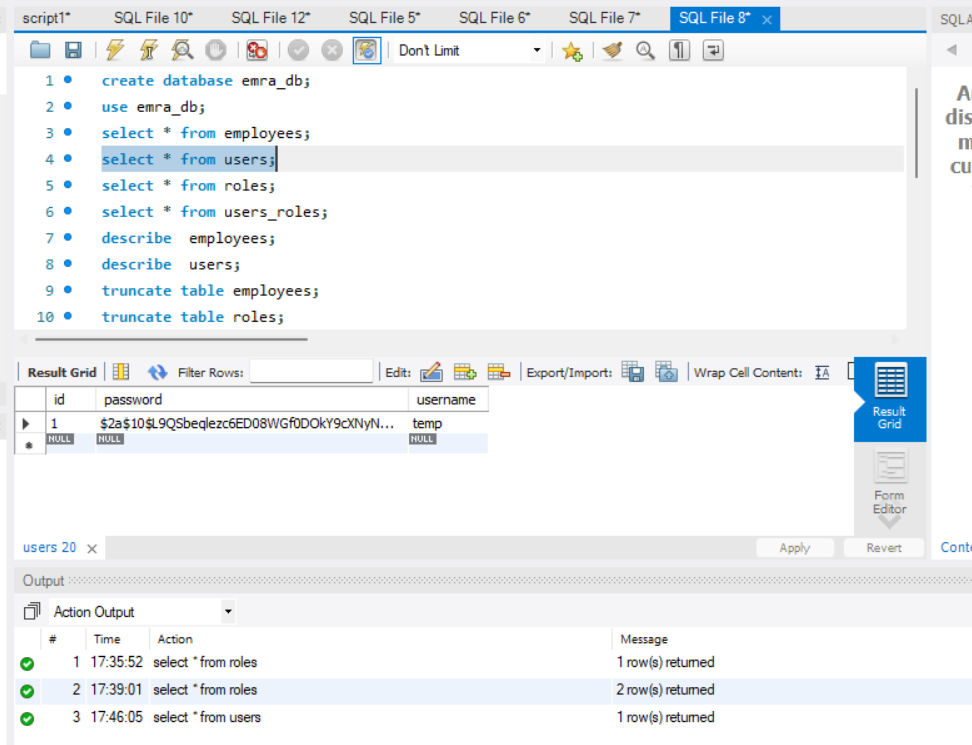 script1* SQL File 10* SQL File 12* SQL File 5* SQL File 6* SQL File 7* SQL File 8* SQLA
Don't Limit
1 create database emra_db;
2 use emra_db;
3 select * from employees;
4 select * from users;
5 select * from roles;
6 select * from users_roles;
7 describe  employees;
8 describe  users;
9 truncate table employees;
10 truncate table roles;
dis
m
cu
Result Grid Filter Rows: Edit: Export/Import: Wrap Cell Content:
id password username
1 $2a$10$L9QSbeqlezc6ED08WGf0DOkY9cXNyN... temp
NULL NULL NULL
Result
Grid
Form
Editor
users 20 Apply Revert Conte
Output
Action Output
# Time Action Message
1 17:35:52 select * from roles 1 row(s) returned
2 17:39:01 select * from roles 2 row(s) returned
3 17:46:05 select * from users 1 row(s) returned